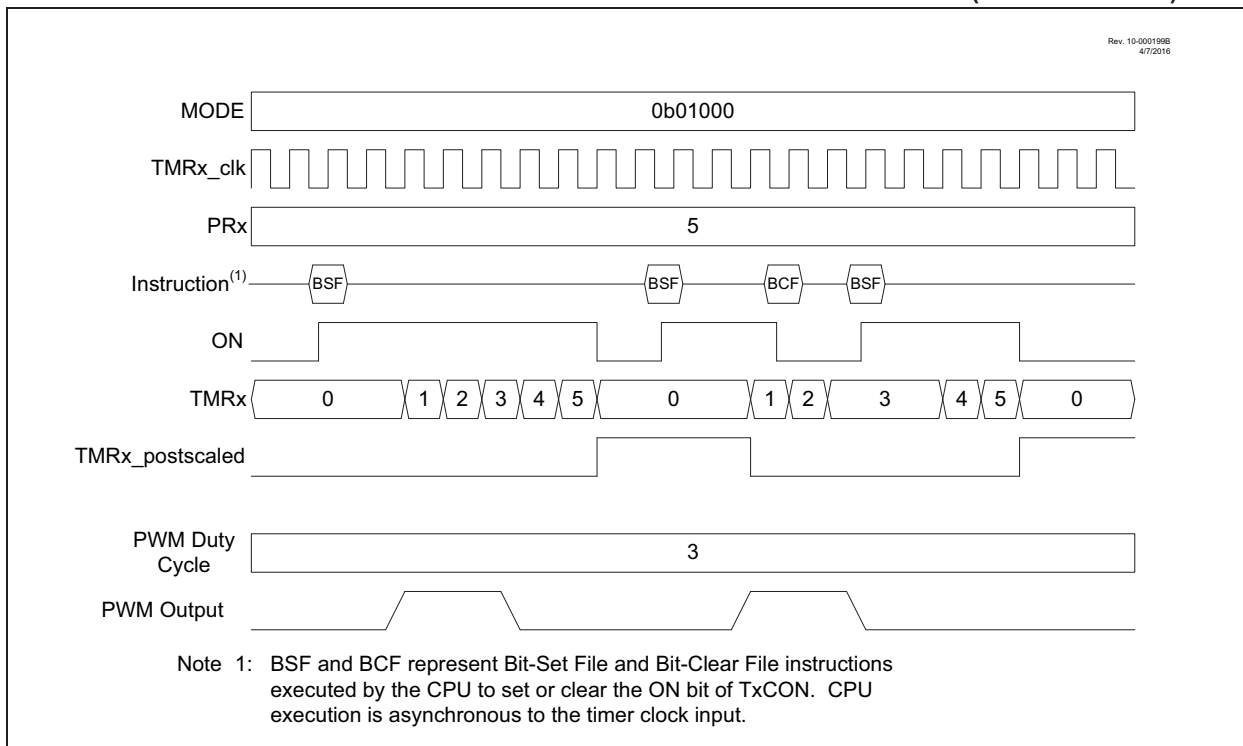 Rev. 10-000199B
4/7/2016
MODE 0b01000
TMRx_clk
PRx 5
Instruction(1) BSF BSF BCF BSF
ON
TMRx 0 1 2 3 4 5 0 1 2 3 4 5 0
TMRx_postscaled
PWM Duty
Cycle 3
PWM Output
Note 1: BSF and BCF represent Bit-Set File and Bit-Clear File instructions
executed by the CPU to set or clear the ON bit of TxCON. CPU
execution is asynchronous to the timer clock input.